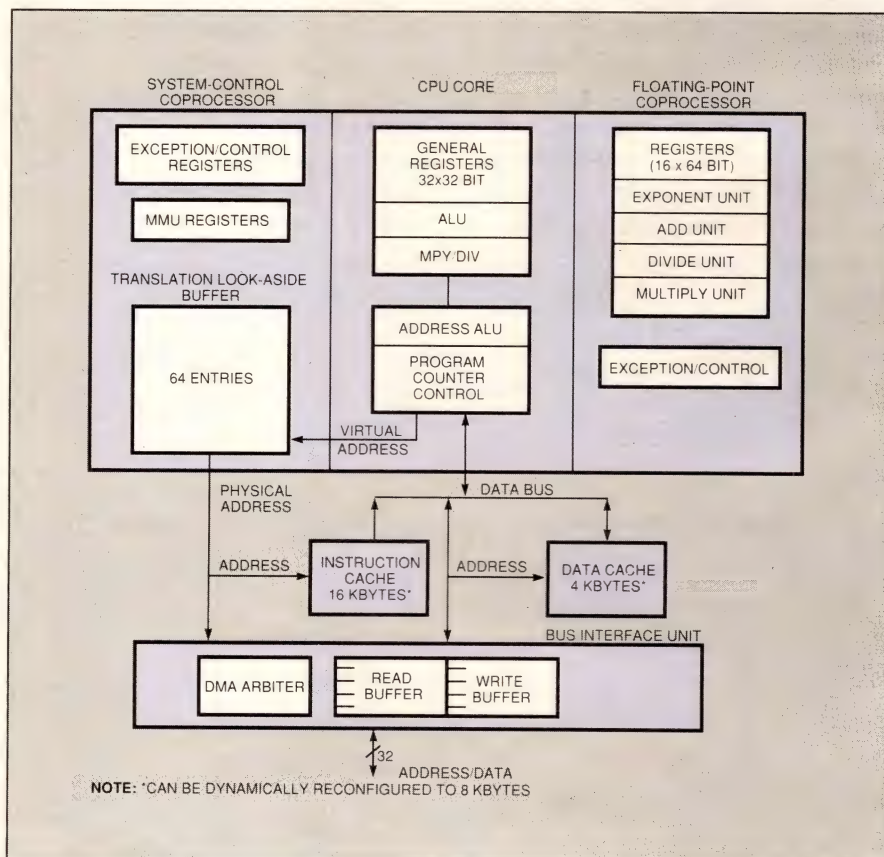 SYSTEM-CONTROL
COPROCESSOR
CPU CORE
FLOATING-POINT
COPROCESSOR
EXCEPTION/CONTROL
REGISTERS
MMU REGISTERS
TRANSLATION LOOK-ASIDE
BUFFER
64 ENTRIES
GENERAL
REGISTERS
32x32 BIT
ALU
MPY/DIV
ADDRESS ALU
PROGRAM
COUNTER
CONTROL
REGISTERS
(16 x 64 BIT)
EXPONENT UNIT
ADD UNIT
DIVIDE UNIT
MULTIPLY UNIT
EXCEPTION/CONTROL
VIRTUAL
ADDRESS
PHYSICAL
ADDRESS
DATA BUS
ADDRESS
INSTRUCTION
CACHE
16 KBYTES*
ADDRESS
DATA CACHE
4 KBYTES*
BUS INTERFACE UNIT
DMA ARBITER
READ
BUFFER
WRITE
BUFFER
32
ADDRESS/DATA
NOTE: *CAN BE DYNAMICALLY RECONFIGURED TO 8 KBYTES